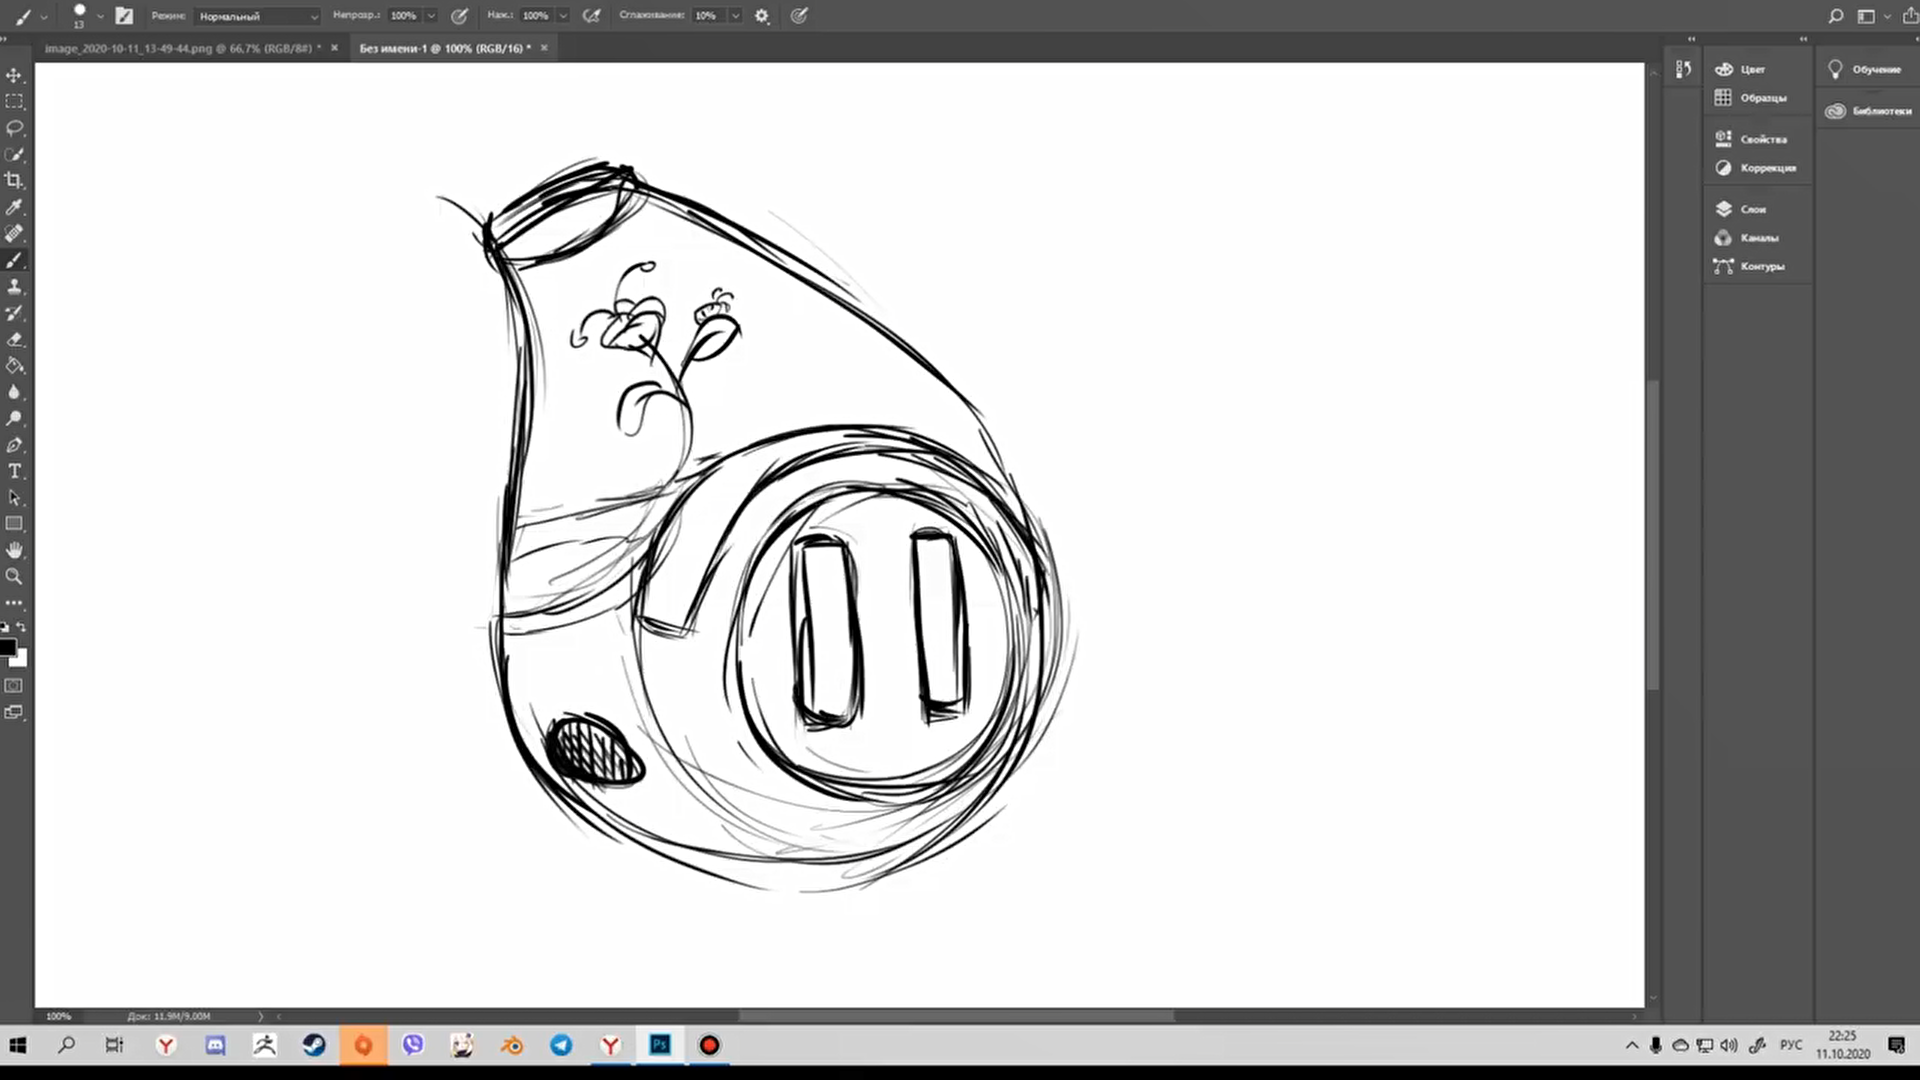 13
Режим: Нормальный
Непрозр.: 100%
Наж.: 100%
Сглаживание: 10%
image_2020-10-11_13-49-44.png @ 66,7% (RGB/8#) *
Без имени-1 @ 100% (RGB/16) *
Цвет
Образцы
Свойства
Коррекция
Слои
Каналы
Контуры
Обучение
Библиотеки
100%
Док: 11.9M/9.00M
Ps
РУС
22:25
11.10.2020